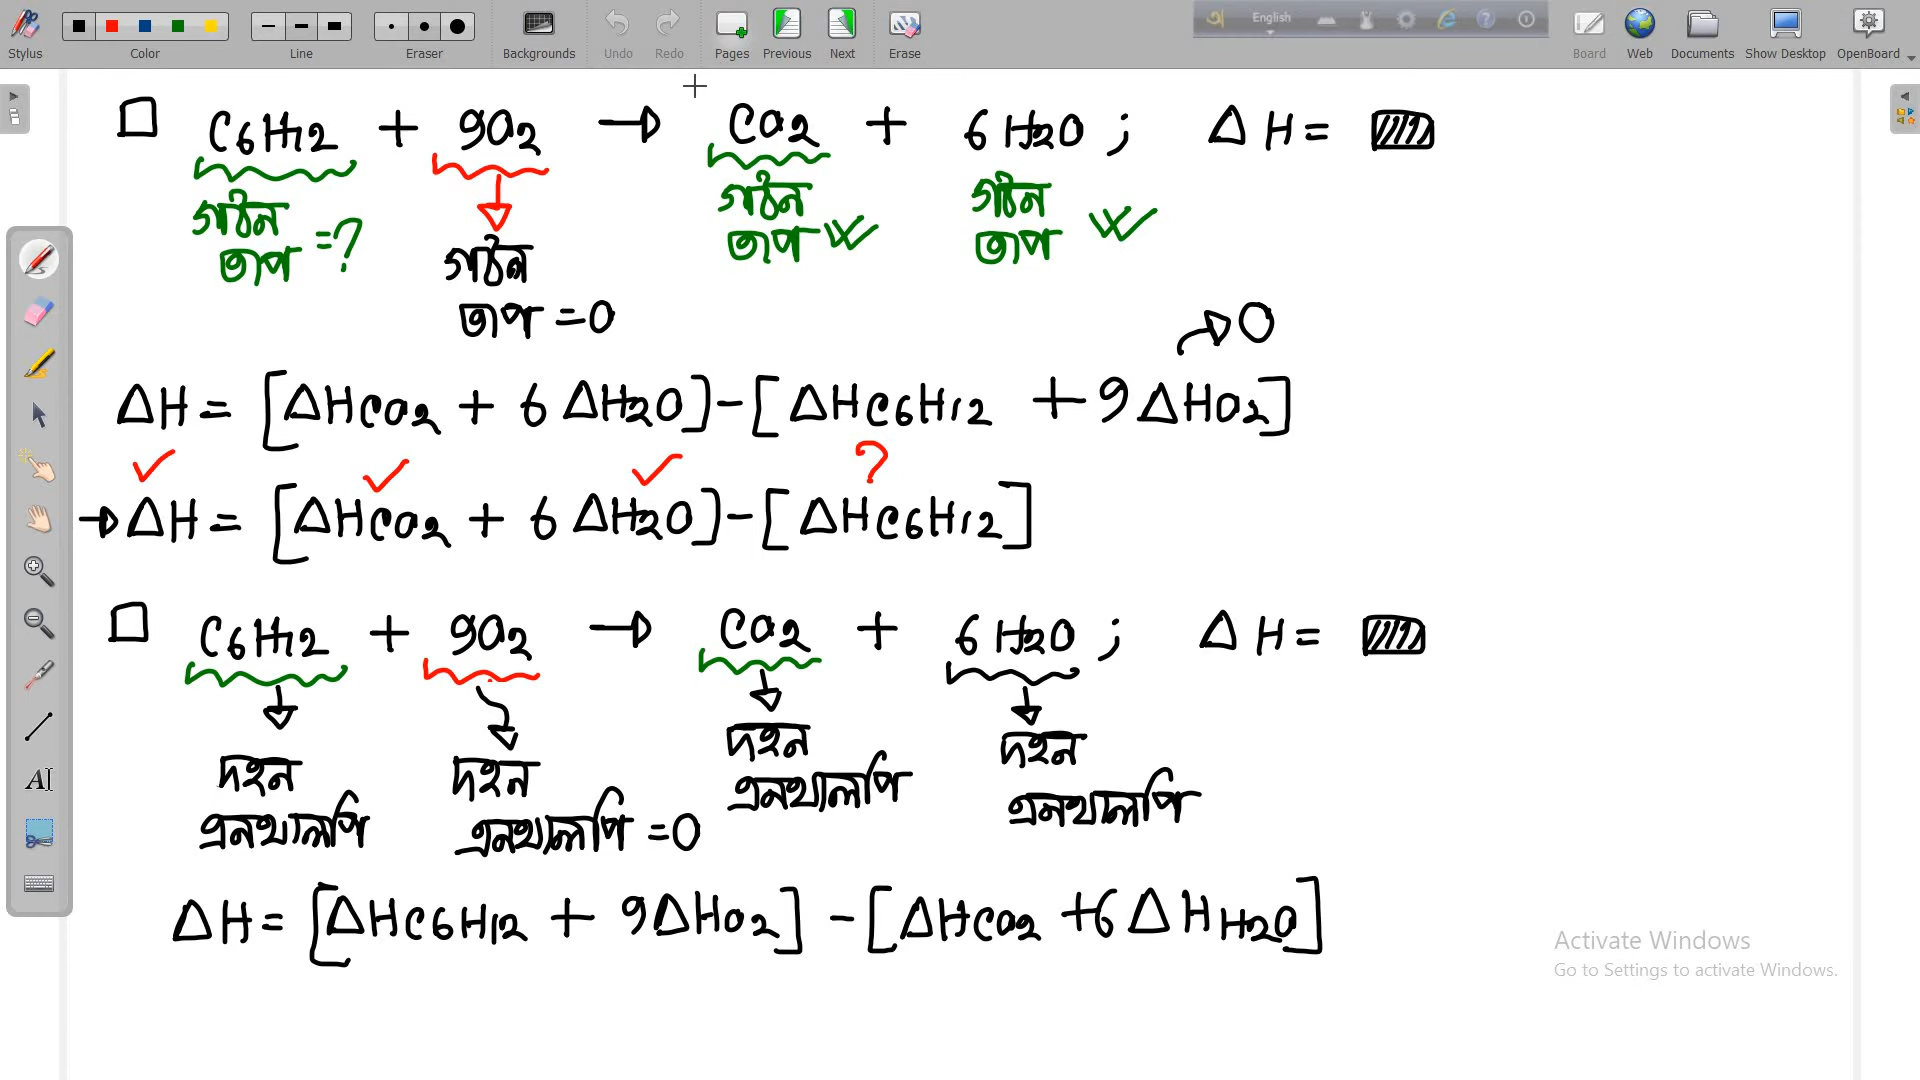 Stylus Color Line Eraser Backgrounds Undo Redo Pages Previous Next Erase English Board Web Documents Show Desktop OpenBoard
C6H12 + 9O2 → CO2 + 6H2O ; ΔH =
গঠন তাপ =? গঠন তাপ গঠন তাপ
গঠন তাপ =0
0
ΔH = [ΔHCO2 + 6ΔH2O] - [ΔHC6H12 + 9ΔHO2]
?
→ ΔH = [ΔHCO2 + 6ΔH2O] - [ΔHC6H12]
C6H12 + 9O2 → CO2 + 6H2O ; ΔH =
দহন এনথালপি দহন এনথালপি =0 দহন এনথালপি দহন এনথালপি
ΔH = [ΔHC6H12 + 9ΔHO2] - [ΔHCO2 + 6ΔHH2O]
Activate Windows
Go to Settings to activate Windows.